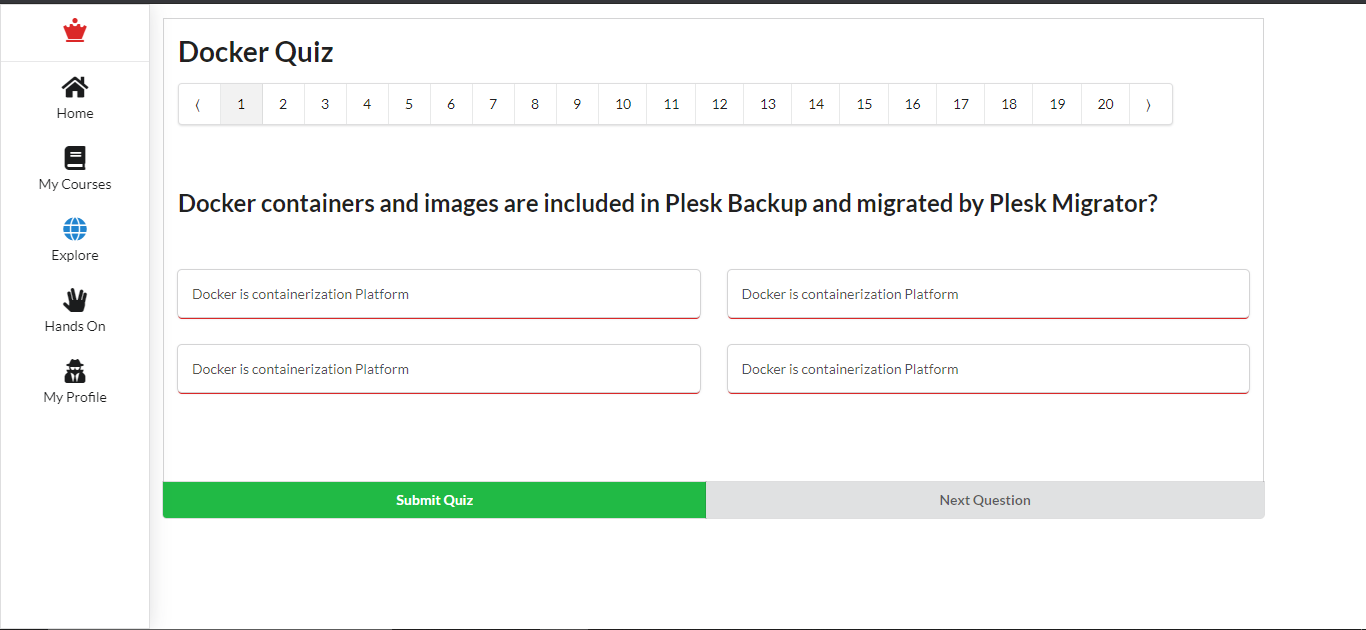 Docker Quiz
⟨ 1 2 3 4 5 6 7 8 9 10 11 12 13 14 15 16 17 18 19 20 ⟩
Home
My Courses
Explore
Hands On
My Profile
Docker containers and images are included in Plesk Backup and migrated by Plesk Migrator?
Docker is containerization Platform
Docker is containerization Platform
Docker is containerization Platform
Docker is containerization Platform
Submit Quiz
Next Question